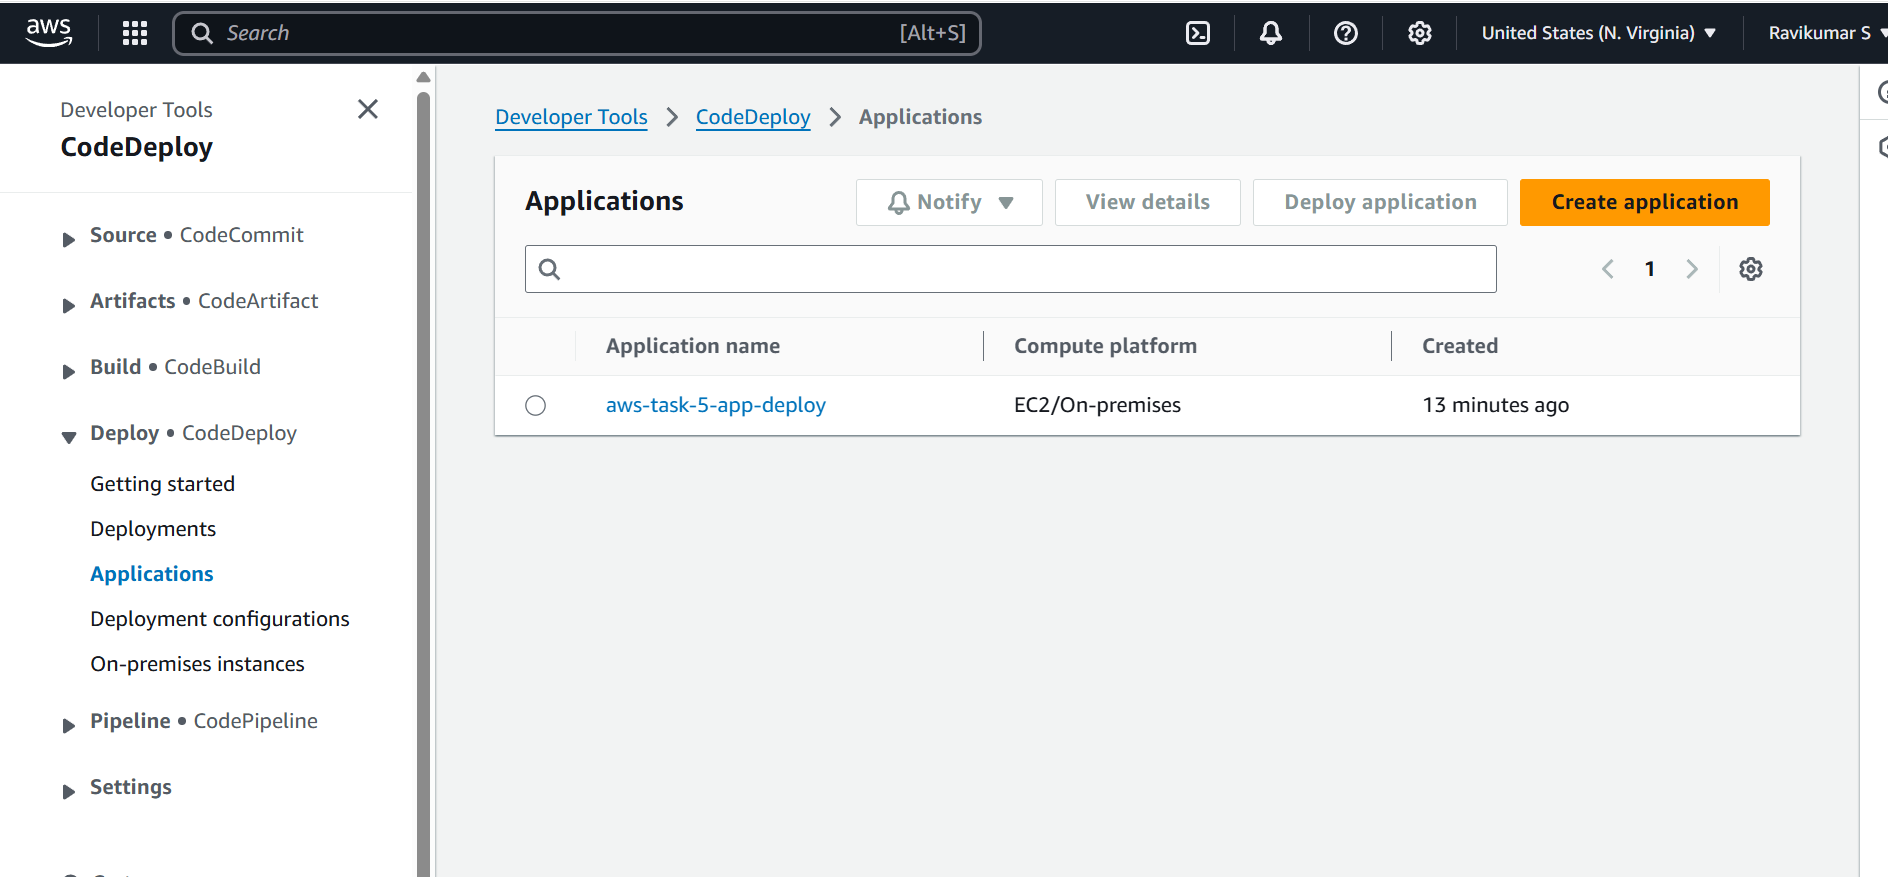 aws
Search [Alt+S]
United States (N. Virginia)
Ravikumar S
Developer Tools
CodeDeploy
Source • CodeCommit
Artifacts • CodeArtifact
Build • CodeBuild
Deploy • CodeDeploy
Getting started
Deployments
Applications
Deployment configurations
On-premises instances
Pipeline • CodePipeline
Settings
Developer Tools > CodeDeploy > Applications
Applications
Notify
View details
Deploy application
Create application
1
Application name
Compute platform
Created
aws-task-5-app-deploy
EC2/On-premises
13 minutes ago